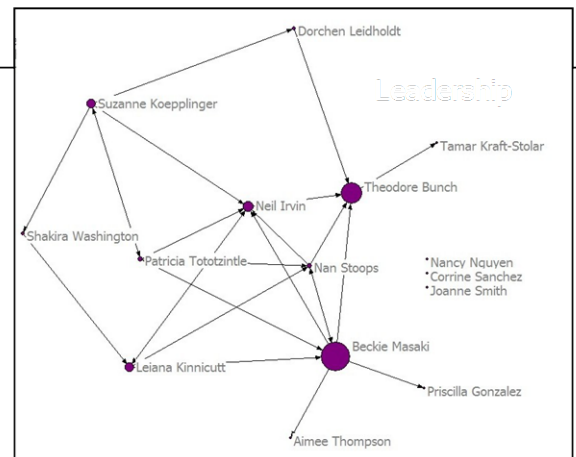 Dorchen Leidholdt
Leadership
Suzanne Koepplinger
Tamar Kraft-Stolar
Theodore Bunch
Neil Irvin
Shakira Washington
Patricia Tototzintle
Nan Stoops
Nancy Nquyen
Corrine Sanchez
Joanne Smith
Beckie Masaki
Leiana Kinnicutt
Priscilla Gonzalez
Aimee Thompson